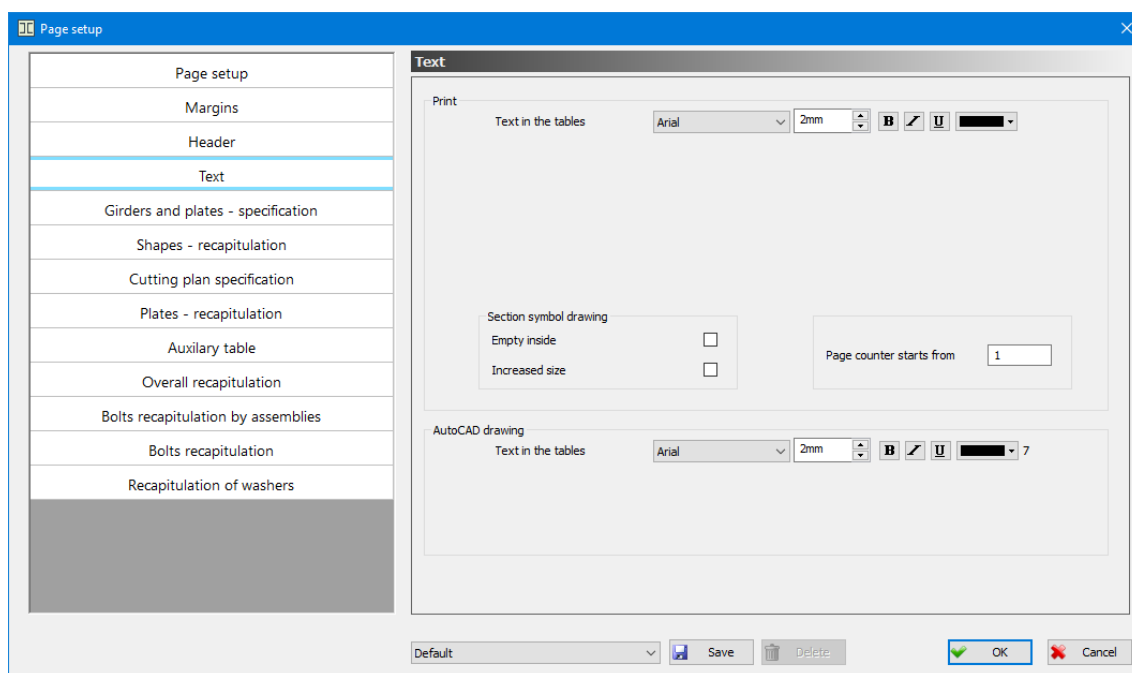 Page setup
Page setup
Margins
Header
Text
Girders and plates - specification
Shapes - recapitulation
Cutting plan specification
Plates - recapitulation
Auxilary table
Overall recapitulation
Bolts recapitulation by assemblies
Bolts recapitulation
Recapitulation of washers
Text
Print
Text in the tables Arial 2mm B I U
Section symbol drawing
Empty inside
Increased size
Page counter starts from 1
AutoCAD drawing
Text in the tables Arial 2mm B I U 7
Default Save Delete OK Cancel